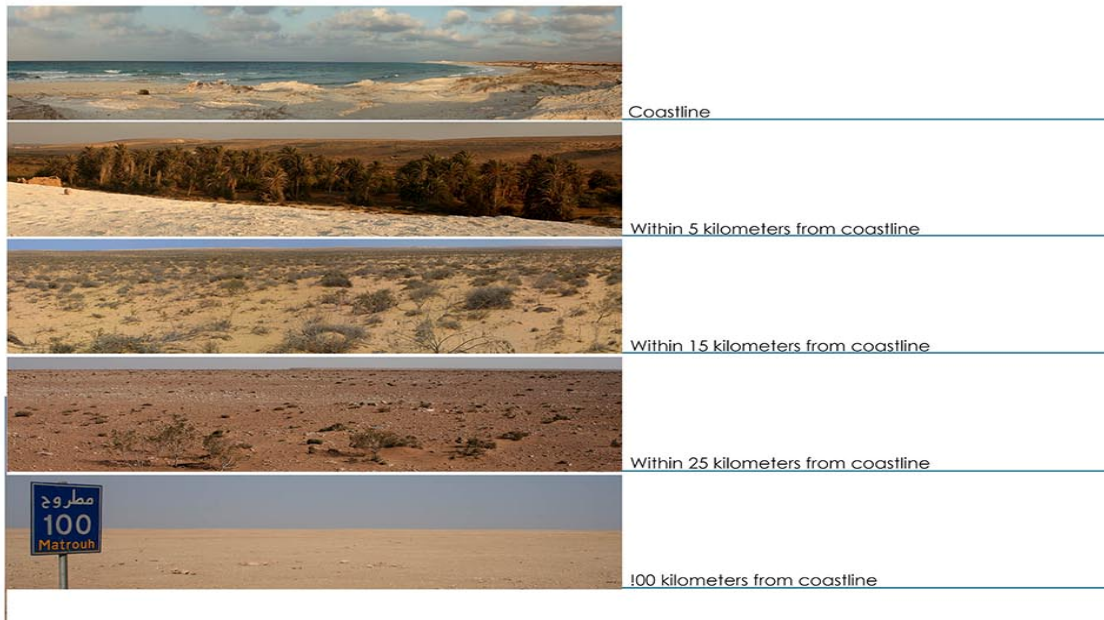 Coastline
Within 5 kilometers from coastline
Within 15 kilometers from coastline
Within 25 kilometers from coastline
مطروح
100
Matrouh
!00 kilometers from coastline